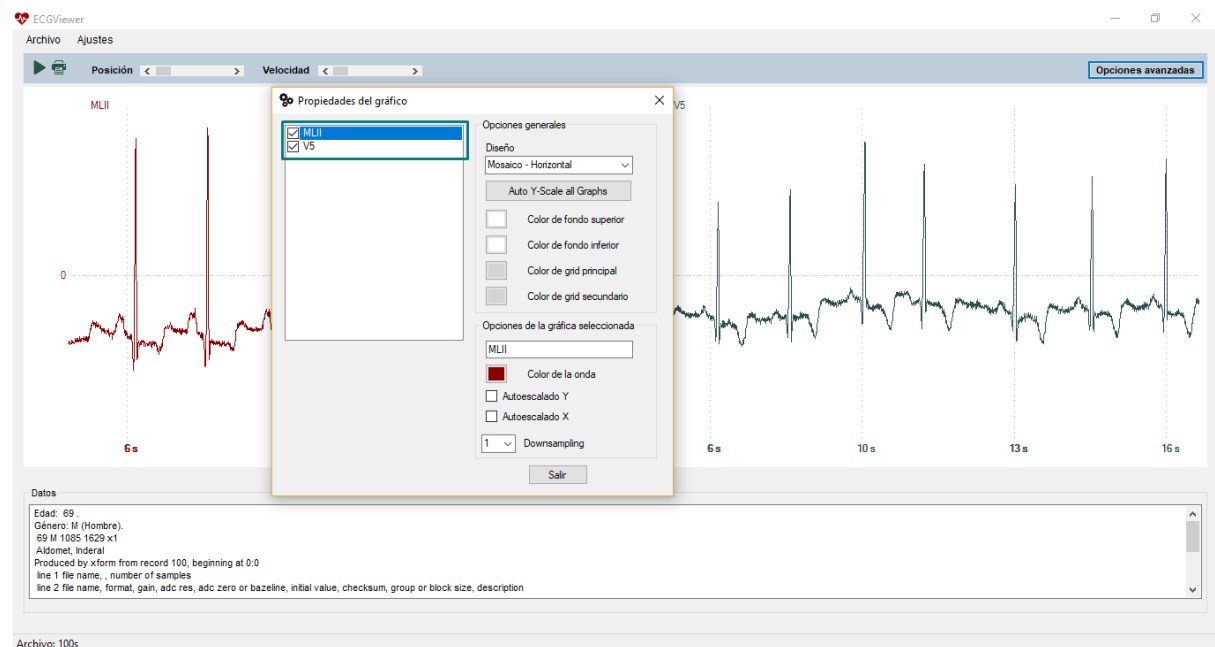 ECGViewer
Archivo Ajustes
Posición Velocidad Opciones avanzadas
MLII
V5
0
6 s
6 s 10 s 13 s 16 s
Propiedades del gráfico
MLII
V5
Opciones generales
Diseño
Mosaico - Horizontal
Auto Y-Scale all Graphs
Color de fondo superior
Color de fondo inferior
Color de grid principal
Color de grid secundario
Opciones de la gráfica seleccionada
MLII
Color de la onda
Autoescalado Y
Autoescalado X
1 Downsampling
Salir
Datos
Edad: 69 .
Género: M (Hombre).
69 M 1085 1629 x1
Aldomet, Inderal
Produced by xform from record 100, beginning at 0:0
line 1 file name, , number of samples
line 2 file name, format, gain, adc res, adc zero or bazeline, initial value, checksum, group or block size, description
Archivo: 100s